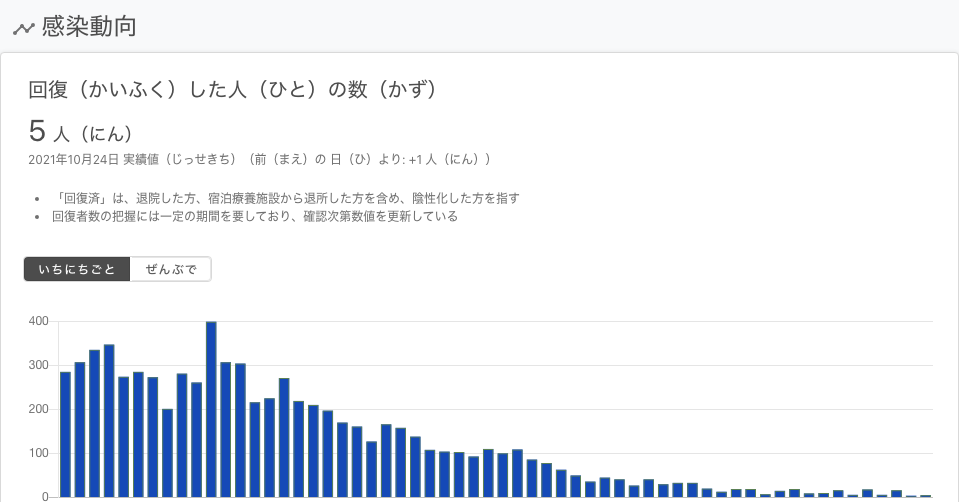 感染動向
回復（かいふく）した人（ひと）の数（かず）
5 人（にん）
2021年10月24日 実績値（じっせきち）（前（まえ）の 日（ひ）より: +1 人（にん））
• 「回復済」は、退院した方、宿泊療養施設から退所した方を含め、陰性化した方を指す
• 回復者数の把握には一定の期間を要しており、確認次第数値を更新している
いちにちごと ぜんぶで
400
300
200
100
0